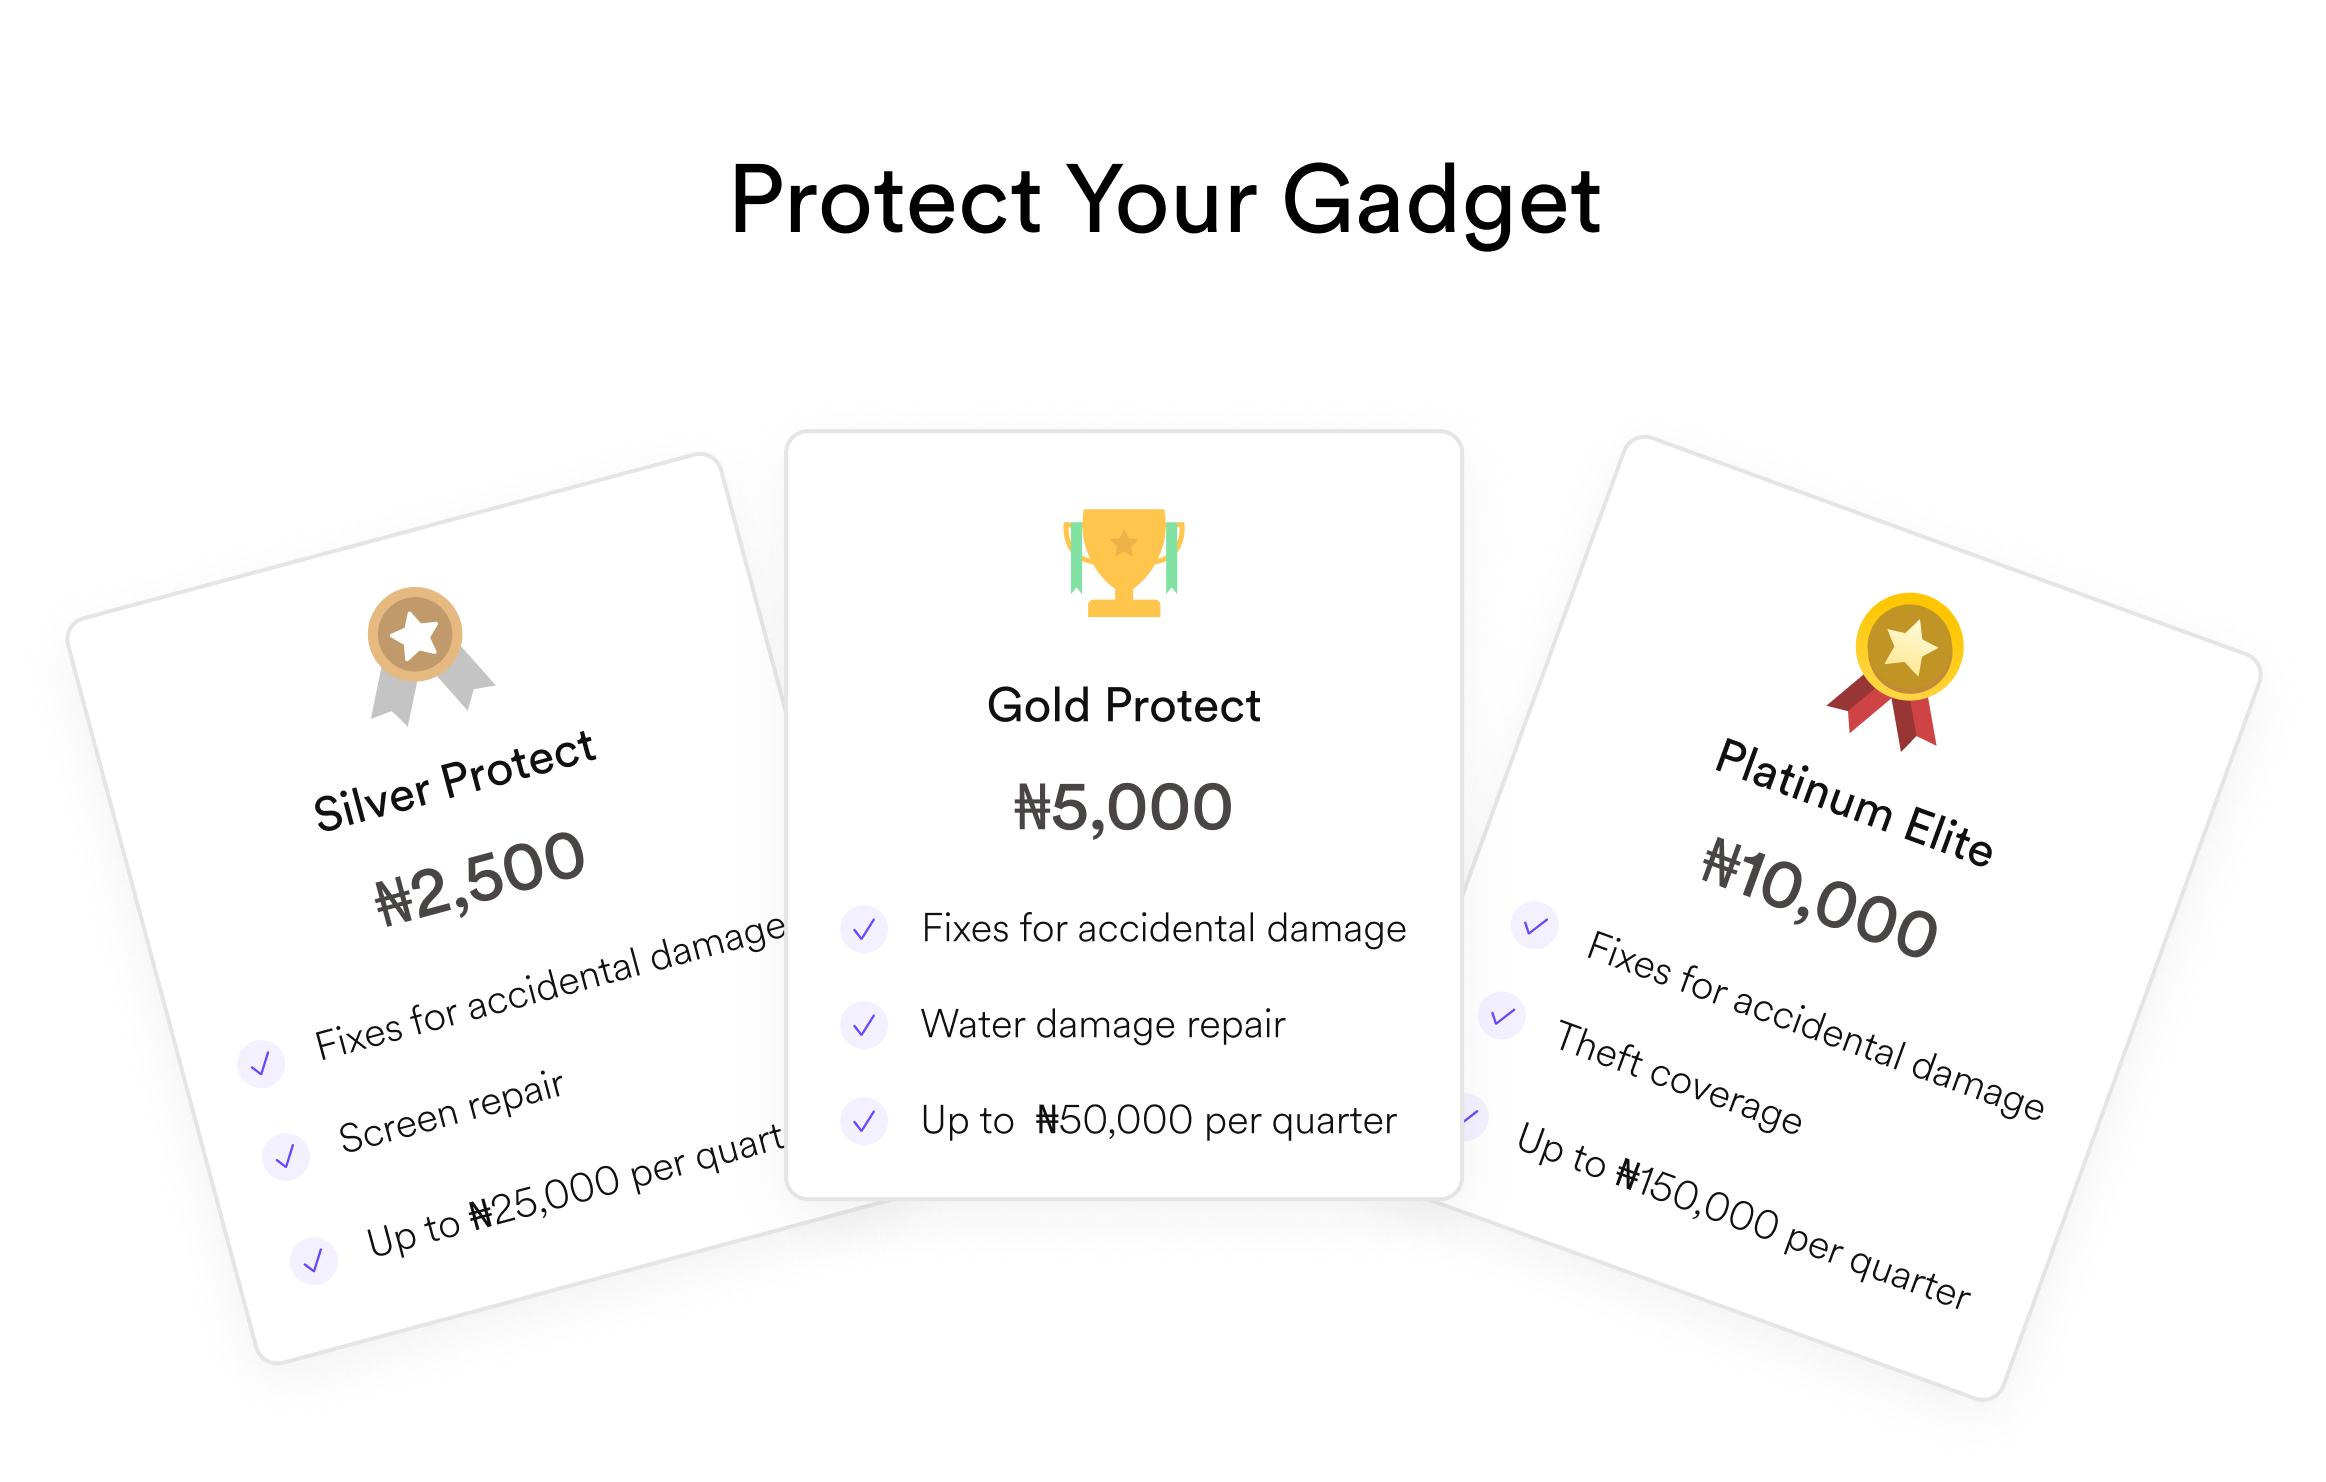 Protect Your Gadget
Silver Protect
₦2,500
Fixes for accidental damage
Screen repair
Up to ₦25,000 per quart
Gold Protect
₦5,000
Fixes for accidental damage
Water damage repair
Up to ₦50,000 per quarter
Platinum Elite
₦10,000
Fixes for accidental damage
Theft coverage
Up to ₦150,000 per quarter